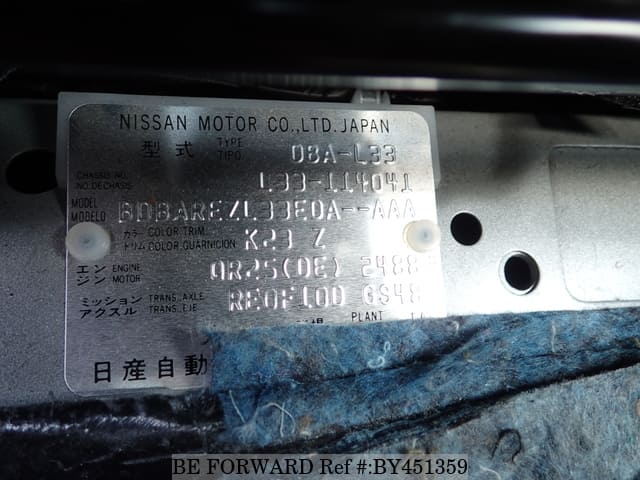 NISSAN MOTOR CO.,LTD. JAPAN
型式 TYPE TIPO DBA-L33
CHASSIS NO. NO.DECHASIS L33-114041
MODEL MODELO BDBAREZL33EDA--AAA
カラー COLOR TRIM トリム COLOR GUARNICION K23 Z
エンジン ENGINE MOTOR QR25(DE) 2488
ミッション TRANS. AXLE アクスル TRANS. EJE RE0F10D GS48
PLANT
日産自動
BE FORWARD Ref #:BY451359